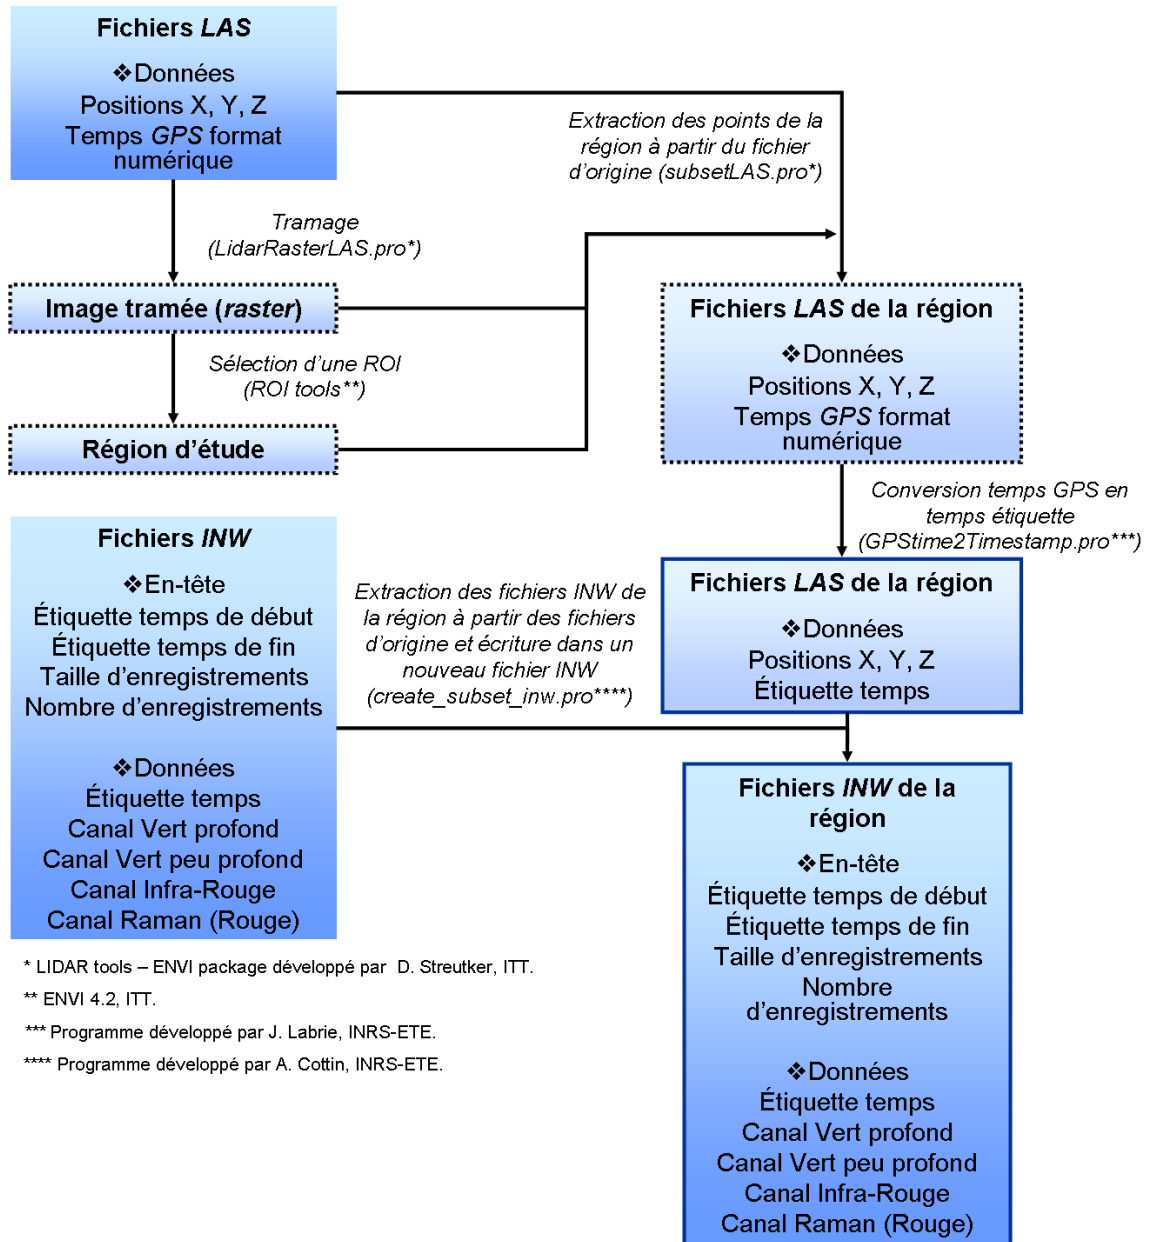 Fichiers LAS
❖Données
Positions X, Y, Z
Temps GPS format
numérique
Extraction des points de la
région à partir du fichier
d'origine (subsetLAS.pro*)
Tramage
(LidarRasterLAS.pro*)
Image tramée (raster)
Sélection d'une ROI
(ROI tools**)
Région d'étude
Fichiers LAS de la région
❖Données
Positions X, Y, Z
Temps GPS format
numérique
Conversion temps GPS en
temps étiquette
(GPStime2Timestamp.pro***)
Fichiers LAS de la région
❖Données
Positions X, Y, Z
Étiquette temps
Fichiers INW
❖En-tête
Étiquette temps de début
Étiquette temps de fin
Taille d'enregistrements
Nombre d'enregistrements
❖Données
Étiquette temps
Canal Vert profond
Canal Vert peu profond
Canal Infra-Rouge
Canal Raman (Rouge)
Extraction des fichiers INW de
la région à partir des fichiers
d'origine et écriture dans un
nouveau fichier INW
(create_subset_inw.pro****)
Fichiers INW de la
région
❖En-tête
Étiquette temps de début
Étiquette temps de fin
Taille d'enregistrements
Nombre
d'enregistrements
❖Données
Étiquette temps
Canal Vert profond
Canal Vert peu profond
Canal Infra-Rouge
Canal Raman (Rouge)
* LIDAR tools – ENVI package développé par D. Streutker, ITT.
** ENVI 4.2, ITT.
*** Programme développé par J. Labrie, INRS-ETE.
**** Programme développé par A. Cottin, INRS-ETE.